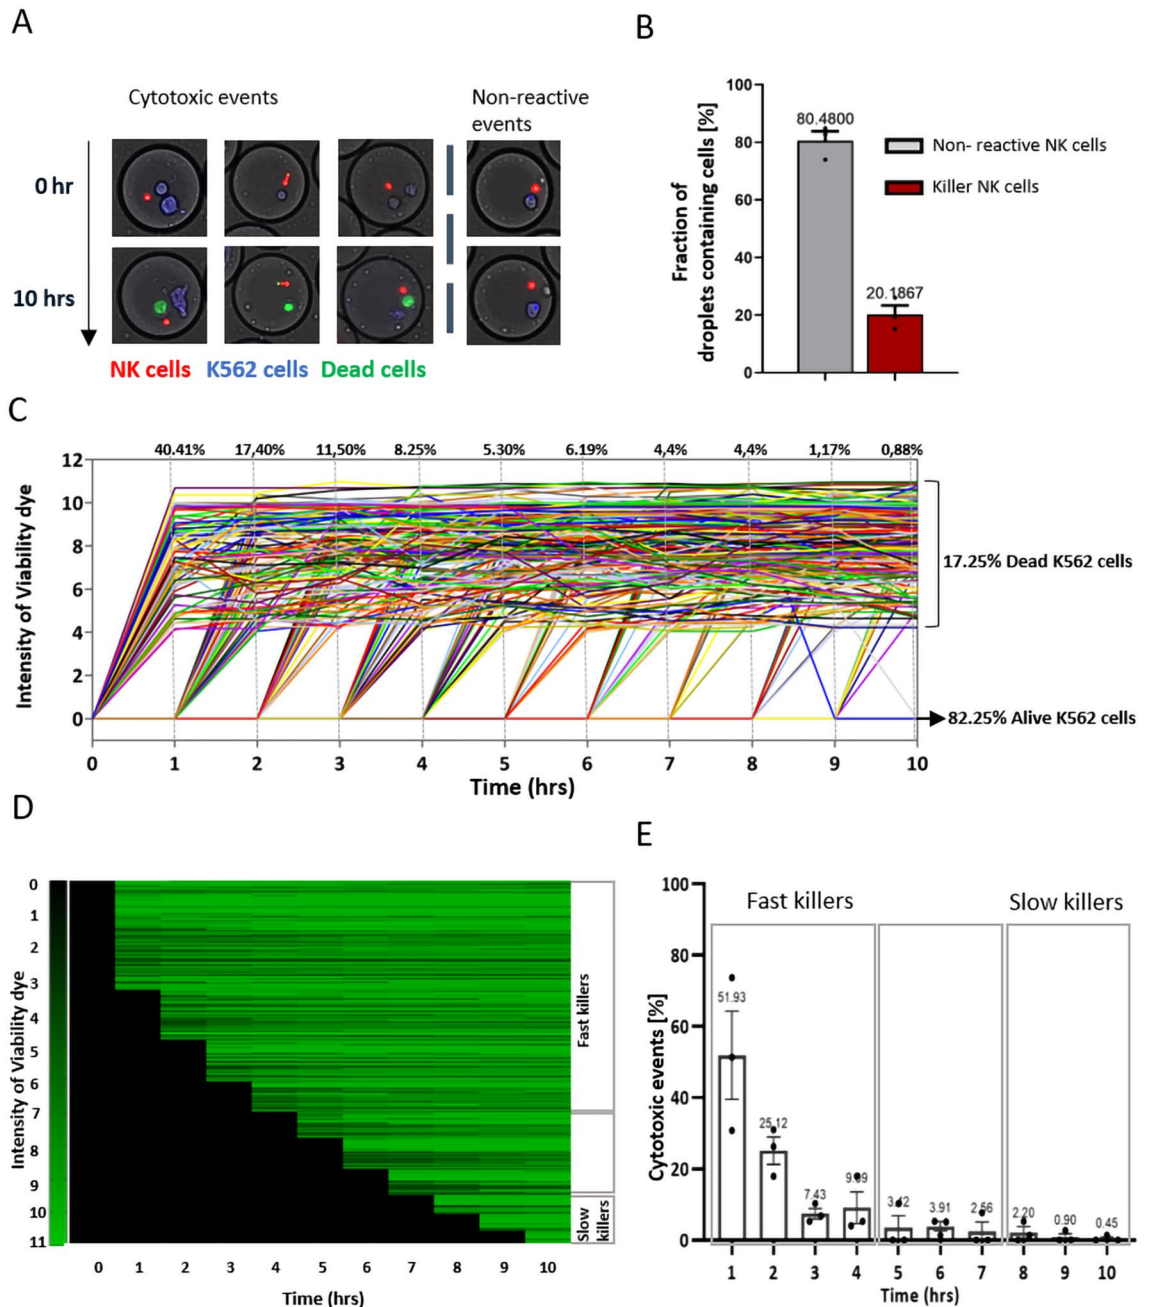 A
Cytotoxic events
Non-reactive
events
0 hr
10 hrs
NK cells K562 cells Dead cells
B
Fraction of
droplets containing cells [%]
100
80
60
40
20
0
80.4800
20.1867
Non- reactive NK cells
Killer NK cells
C
40.41% 17,40% 11,50% 8.25% 5.30% 6.19% 4,4% 4,4% 1,17% 0,88%
Intensity of Viability dye
12
10
8
6
4
2
0
17.25% Dead K562 cells
82.25% Alive K562 cells
0 1 2 3 4 5 6 7 8 9 10
Time (hrs)
D
Intensity of Viability dye
0
1
2
3
4
5
6
7
8
9
10
11
Fast killers
Slow
killers
0 1 2 3 4 5 6 7 8 9 10
Time (hrs)
E
Cytotoxic events [%]
100
80
60
40
20
0
Fast killers
Slow killers
51.93
25.12
7.43
3.42
3.91
2.56
2.20
0.90
0.45
1 2 3 4 5 6 7 8 9 10
Time (hrs)